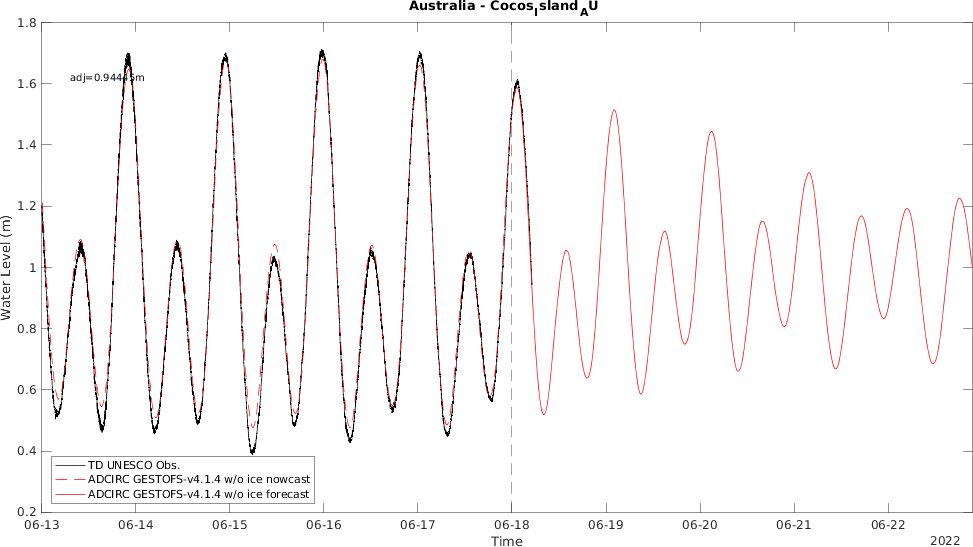 Australia - Cocos_Island_AU
1.8
1.6
1.4
1.2
1
0.8
0.6
0.4
0.2
Water Level (m)
adj=0.94445m
TD UNESCO Obs.
ADCIRC GESTOFS-v4.1.4 w/o ice nowcast
ADCIRC GESTOFS-v4.1.4 w/o ice forecast
06-13 06-14 06-15 06-16 06-17 06-18 06-19 06-20 06-21 06-22
Time
2022